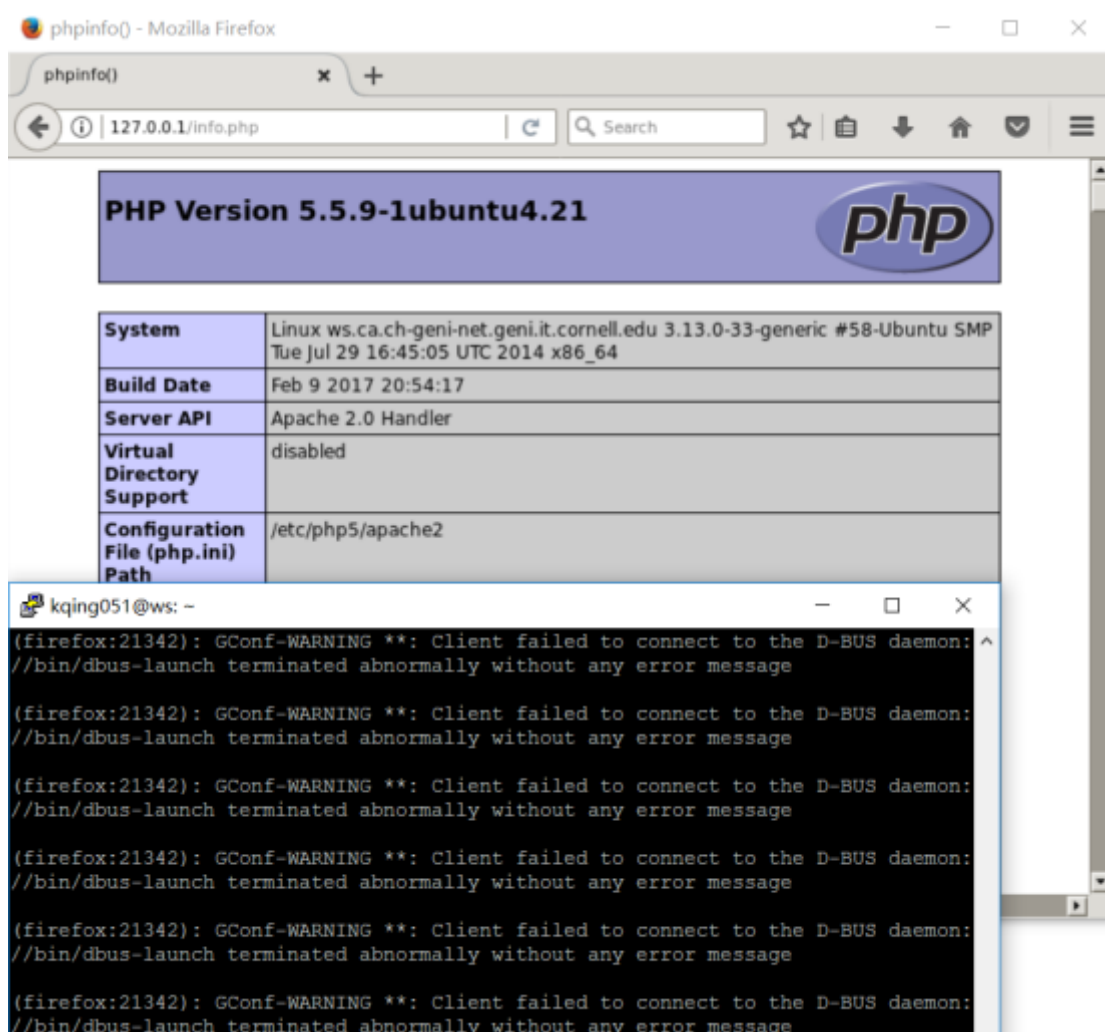 phpinfo() - Mozilla Firefox
phpinfo()
127.0.0.1/info.php
Search
PHP Version 5.5.9-1ubuntu4.21
php
System
Linux ws.ca.ch-geni-net.geni.it.cornell.edu 3.13.0-33-generic #58-Ubuntu SMP
Tue Jul 29 16:45:05 UTC 2014 x86_64
Build Date
Feb 9 2017 20:54:17
Server API
Apache 2.0 Handler
Virtual
Directory
Support
disabled
Configuration
File (php.ini)
Path
/etc/php5/apache2
kqing051@ws: ~
(firefox:21342): GConf-WARNING **: Client failed to connect to the D-BUS daemon:
//bin/dbus-launch terminated abnormally without any error message
(firefox:21342): GConf-WARNING **: Client failed to connect to the D-BUS daemon:
//bin/dbus-launch terminated abnormally without any error message
(firefox:21342): GConf-WARNING **: Client failed to connect to the D-BUS daemon:
//bin/dbus-launch terminated abnormally without any error message
(firefox:21342): GConf-WARNING **: Client failed to connect to the D-BUS daemon:
//bin/dbus-launch terminated abnormally without any error message
(firefox:21342): GConf-WARNING **: Client failed to connect to the D-BUS daemon:
//bin/dbus-launch terminated abnormally without any error message
(firefox:21342): GConf-WARNING **: Client failed to connect to the D-BUS daemon:
//bin/dbus-launch terminated abnormally without any error message